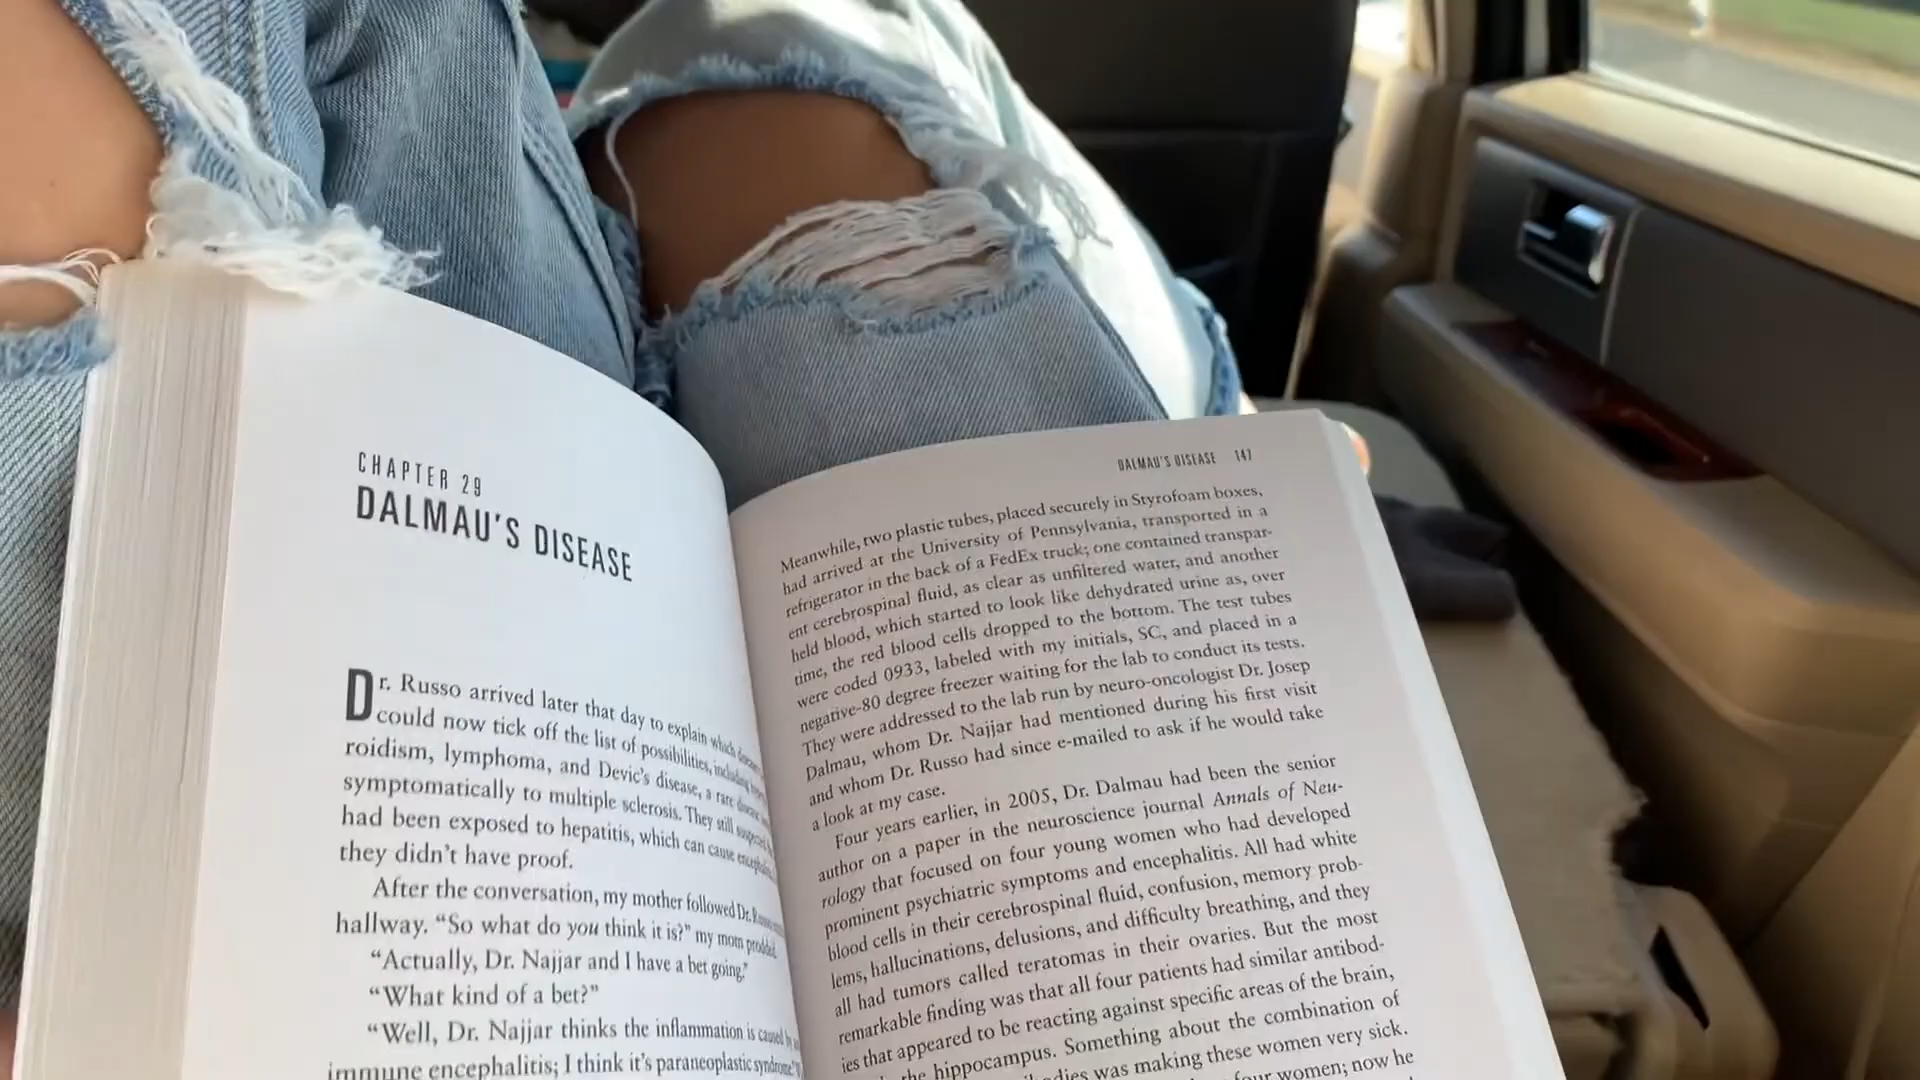 CHAPTER 29
DALMAU'S DISEASE
Dr. Russo arrived later that day to explain which
could now tick off the list of possibilities, including
roidism, lymphoma, and Devic's disease, a rare disease
symptomatically to multiple sclerosis. They still suspected
had been exposed to hepatitis, which can cause
they didn't have proof.
After the conversation, my mother followed Dr. Russo
hallway. “So what do you think it is?” my mom prodded.
“Actually, Dr. Najjar and I have a bet going.”
“What kind of a bet?”
“Well, Dr. Najjar thinks the inflammation is caused by
immune encephalitis; I think it's paraneoplastic syndrome.”
DALMAU'S DISEASE 147
Meanwhile, two plastic tubes, placed securely in Styrofoam boxes,
had arrived at the University of Pennsylvania, transported in a
refrigerator in the back of a FedEx truck; one contained transpar-
ent cerebrospinal fluid, as clear as unfiltered water, and another
held blood, which started to look like dehydrated urine as, over
time, the red blood cells dropped to the bottom. The test tubes
were coded 0933, labeled with my initials, SC, and placed in a
negative-80 degree freezer waiting for the lab to conduct its tests.
They were addressed to the lab run by neuro-oncologist Dr. Josep
Dalmau, whom Dr. Najjar had mentioned during his first visit
and whom Dr. Russo had since e-mailed to ask if he would take
a look at my case.
Four years earlier, in 2005, Dr. Dalmau had been the senior
author on a paper in the neuroscience journal Annals of Neu-
rology that focused on four young women who had developed
prominent psychiatric symptoms and encephalitis. All had white
blood cells in their cerebrospinal fluid, confusion, memory prob-
lems, hallucinations, delusions, and difficulty breathing, and they
all had tumors called teratomas in their ovaries. But the most
remarkable finding was that all four patients had similar antibod-
ies that appeared to be reacting against specific areas of the brain,
the hippocampus. Something about the combination of
was making these women very sick.
four women; now he